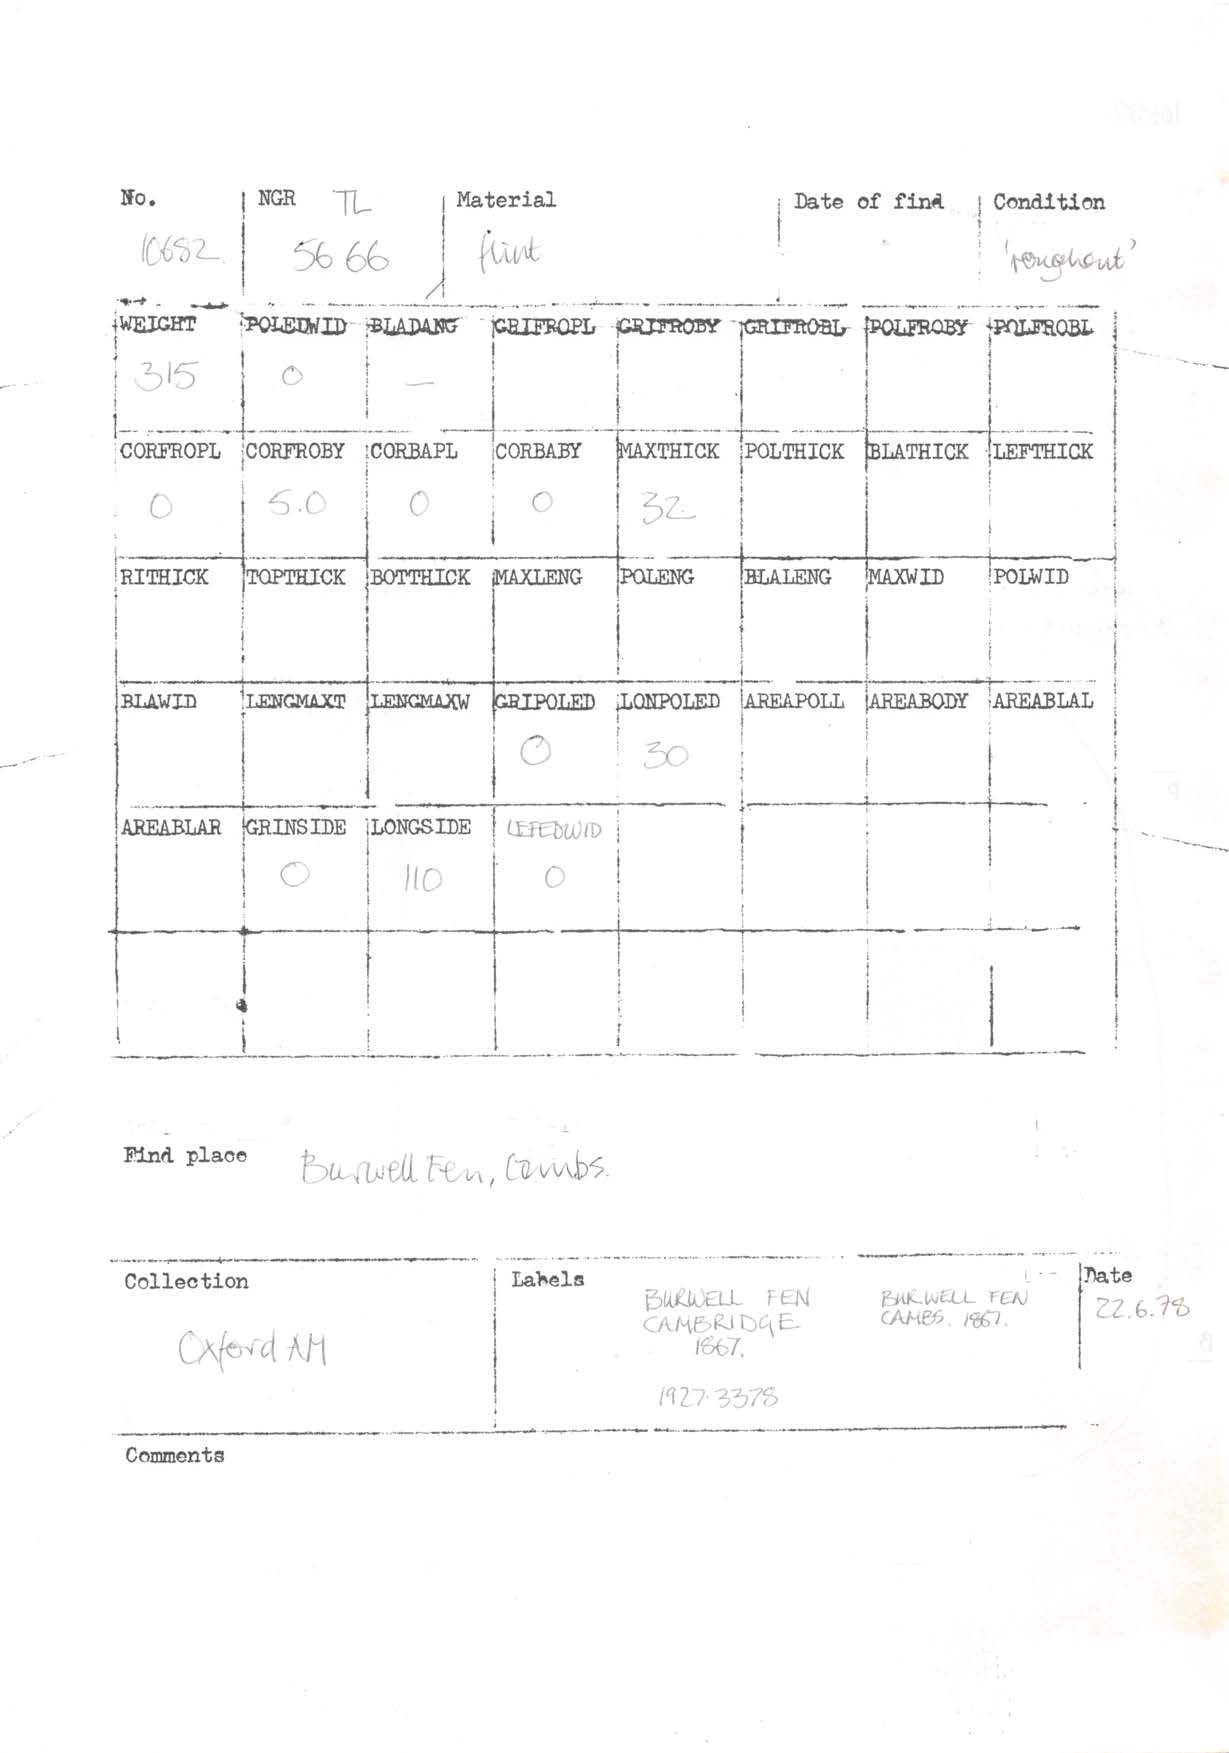 No. NGR TL Material Date of find Condition
10682 56 66 flint 'roughout'
WEIGHT POLEDWID BLADANG GRIFROPL GRIFROBY GRIFROBL POLFROBY POLFROBL
315 0 —
CORFROPL CORFROBY CORBAPL CORBABY MAXTHICK POLTHICK BLATHICK LEFTHICK
0 5.0 0 0 32
RITHICK TOPTHICK BOTTHICK MAXLENG POLENG BLALENG MAXWID POLWID
BLAWID LENGMAXT LENGMAXW GRIPOLED LONPOLED AREAPOLL AREABODY AREABLAL
0 30
AREABLAR GRINSIDE LONGSIDE LEFEDWID
0 110 0
Find place Burwell Fen, Cambs.
Collection Labels Date
BURWELL FEN BURWELL FEN 22.6.78
CAMBRIDGE CAMBS. 1867.
Oxford AM 1867.
1927.3378
Comments